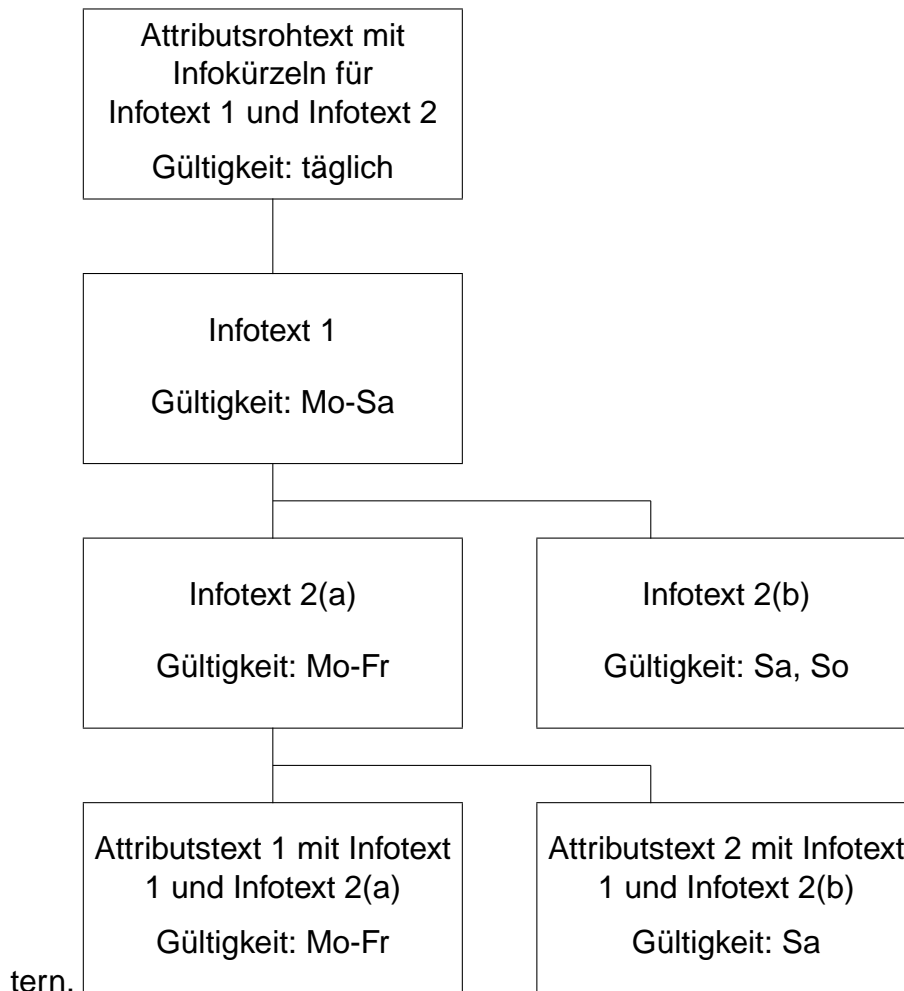 Attributsrohtext mit
Infokürzeln für
Infotext 1 und Infotext 2
Gültigkeit: täglich
Infotext 1
Gültigkeit: Mo-Sa
Infotext 2(a)
Gültigkeit: Mo-Fr
Infotext 2(b)
Gültigkeit: Sa, So
Attributstext 1 mit Infotext
1 und Infotext 2(a)
Gültigkeit: Mo-Fr
Attributstext 2 mit Infotext
1 und Infotext 2(b)
Gültigkeit: Sa
tern.